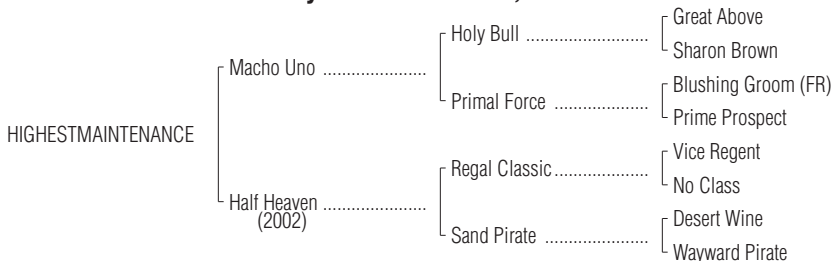 Great Above
Holy Bull ..............................
Sharon Brown
Macho Uno ......................
Blushing Groom (FR)
Primal Force .......................
Prime Prospect
HIGHESTMAINTENANCE
Vice Regent
Regal Classic.......................
No Class
Half Heaven ......................
(2002)
Desert Wine
Sand Pirate .........................
Wayward Pirate